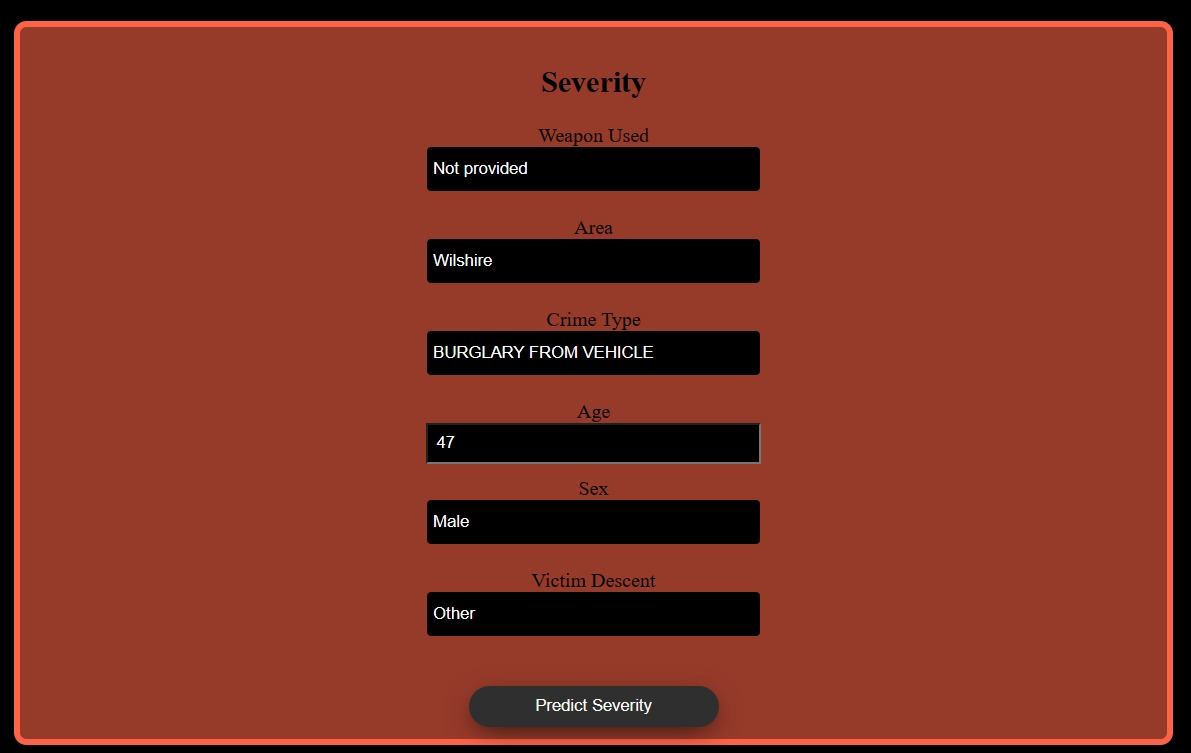 Severity
Weapon Used
Not provided
Area
Wilshire
Crime Type
BURGLARY FROM VEHICLE
Age
47
Sex
Male
Victim Descent
Other
Predict Severity